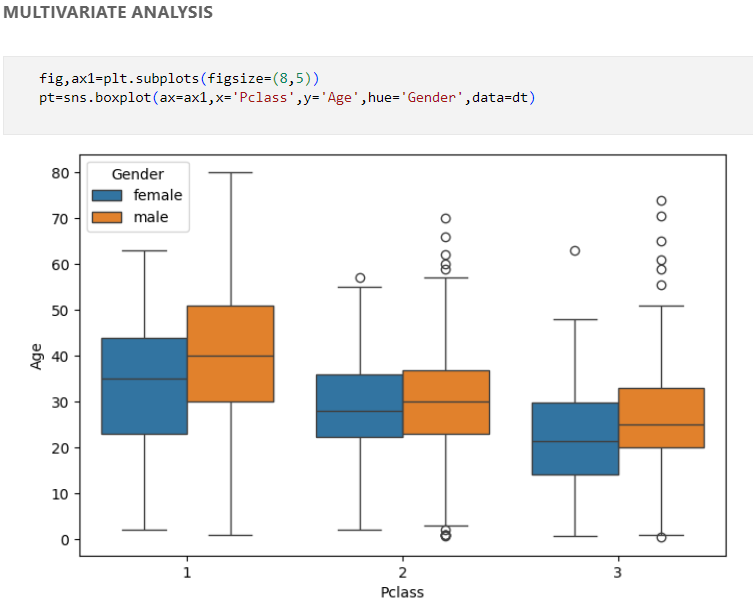 MULTIVARIATE ANALYSIS
fig,ax1=plt.subplots(figsize=(8,5))
pt=sns.boxplot(ax=ax1,x='Pclass',y='Age',hue='Gender',data=dt)
Gender
female
male
80
70
60
50
40
30
20
10
0
Age
1 2 3
Pclass